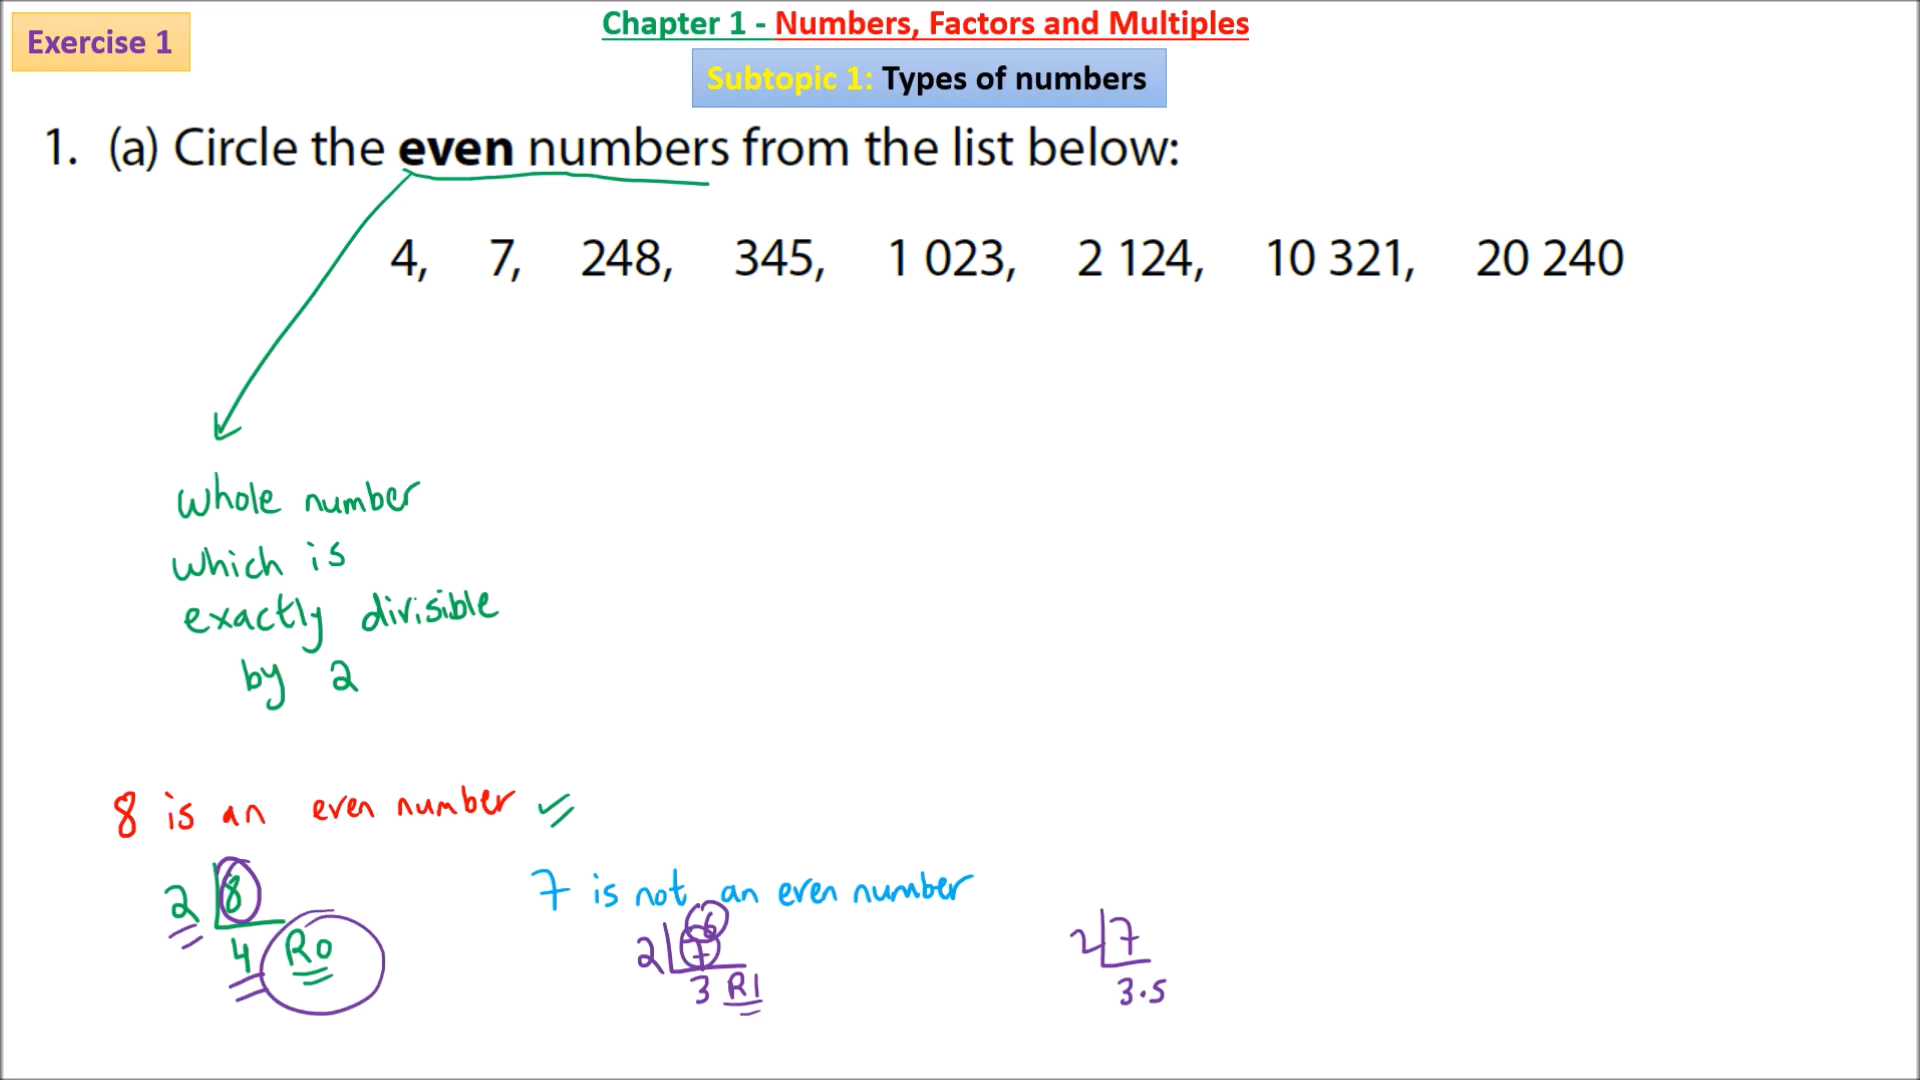 Exercise 1
Chapter 1 - Numbers, Factors and Multiples
Subtopic 1: Types of numbers
1. (a) Circle the even numbers from the list below:
4, 7, 248, 345, 1 023, 2 124, 10 321, 20 240
whole number
which is
exactly divisible
by 2
8 is an even number
2 8
4 R0
7 is not an even number
6
2 7
3 R1
2 7
3.5